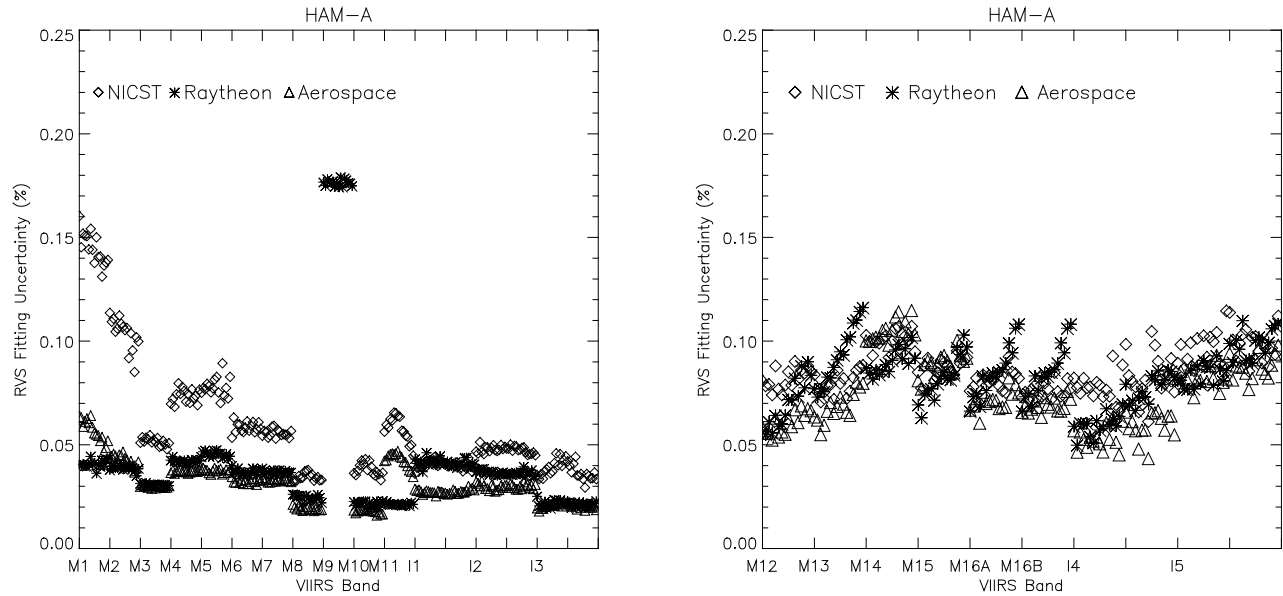 HAM−A
0.25
0.20
0.15
0.10
0.05
0.00
RVS Fitting Uncertainty (%)
NICST Raytheon Aerospace
M1 M2 M3 M4 M5 M6 M7 M8 M9 M10 M11 I1 I2 I3
VIIRS Band
HAM−A
0.25
0.20
0.15
0.10
0.05
0.00
RVS Fitting Uncertainty (%)
NICST Raytheon Aerospace
M12 M13 M14 M15 M16A M16B I4 I5
VIIRS Band